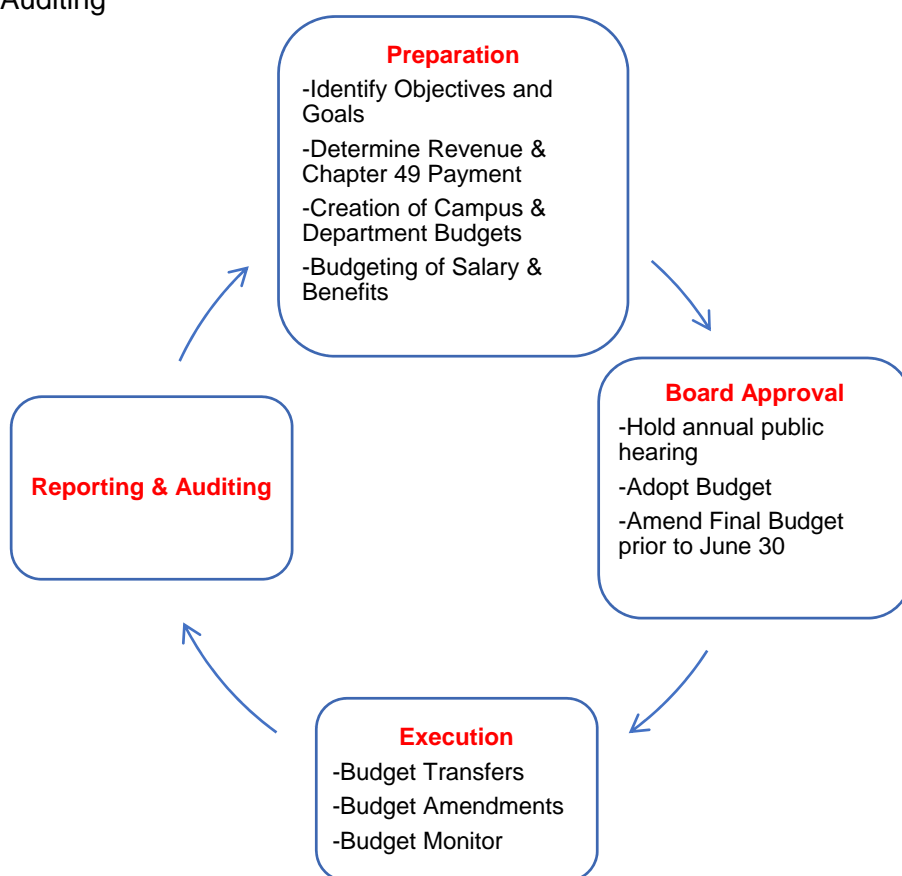 Auditing
Preparation
-Identify Objectives and
Goals
-Determine Revenue &
Chapter 49 Payment
-Creation of Campus &
Department Budgets
-Budgeting of Salary &
Benefits
Board Approval
-Hold annual public
hearing
-Adopt Budget
-Amend Final Budget
prior to June 30
Execution
-Budget Transfers
-Budget Amendments
-Budget Monitor
Reporting & Auditing